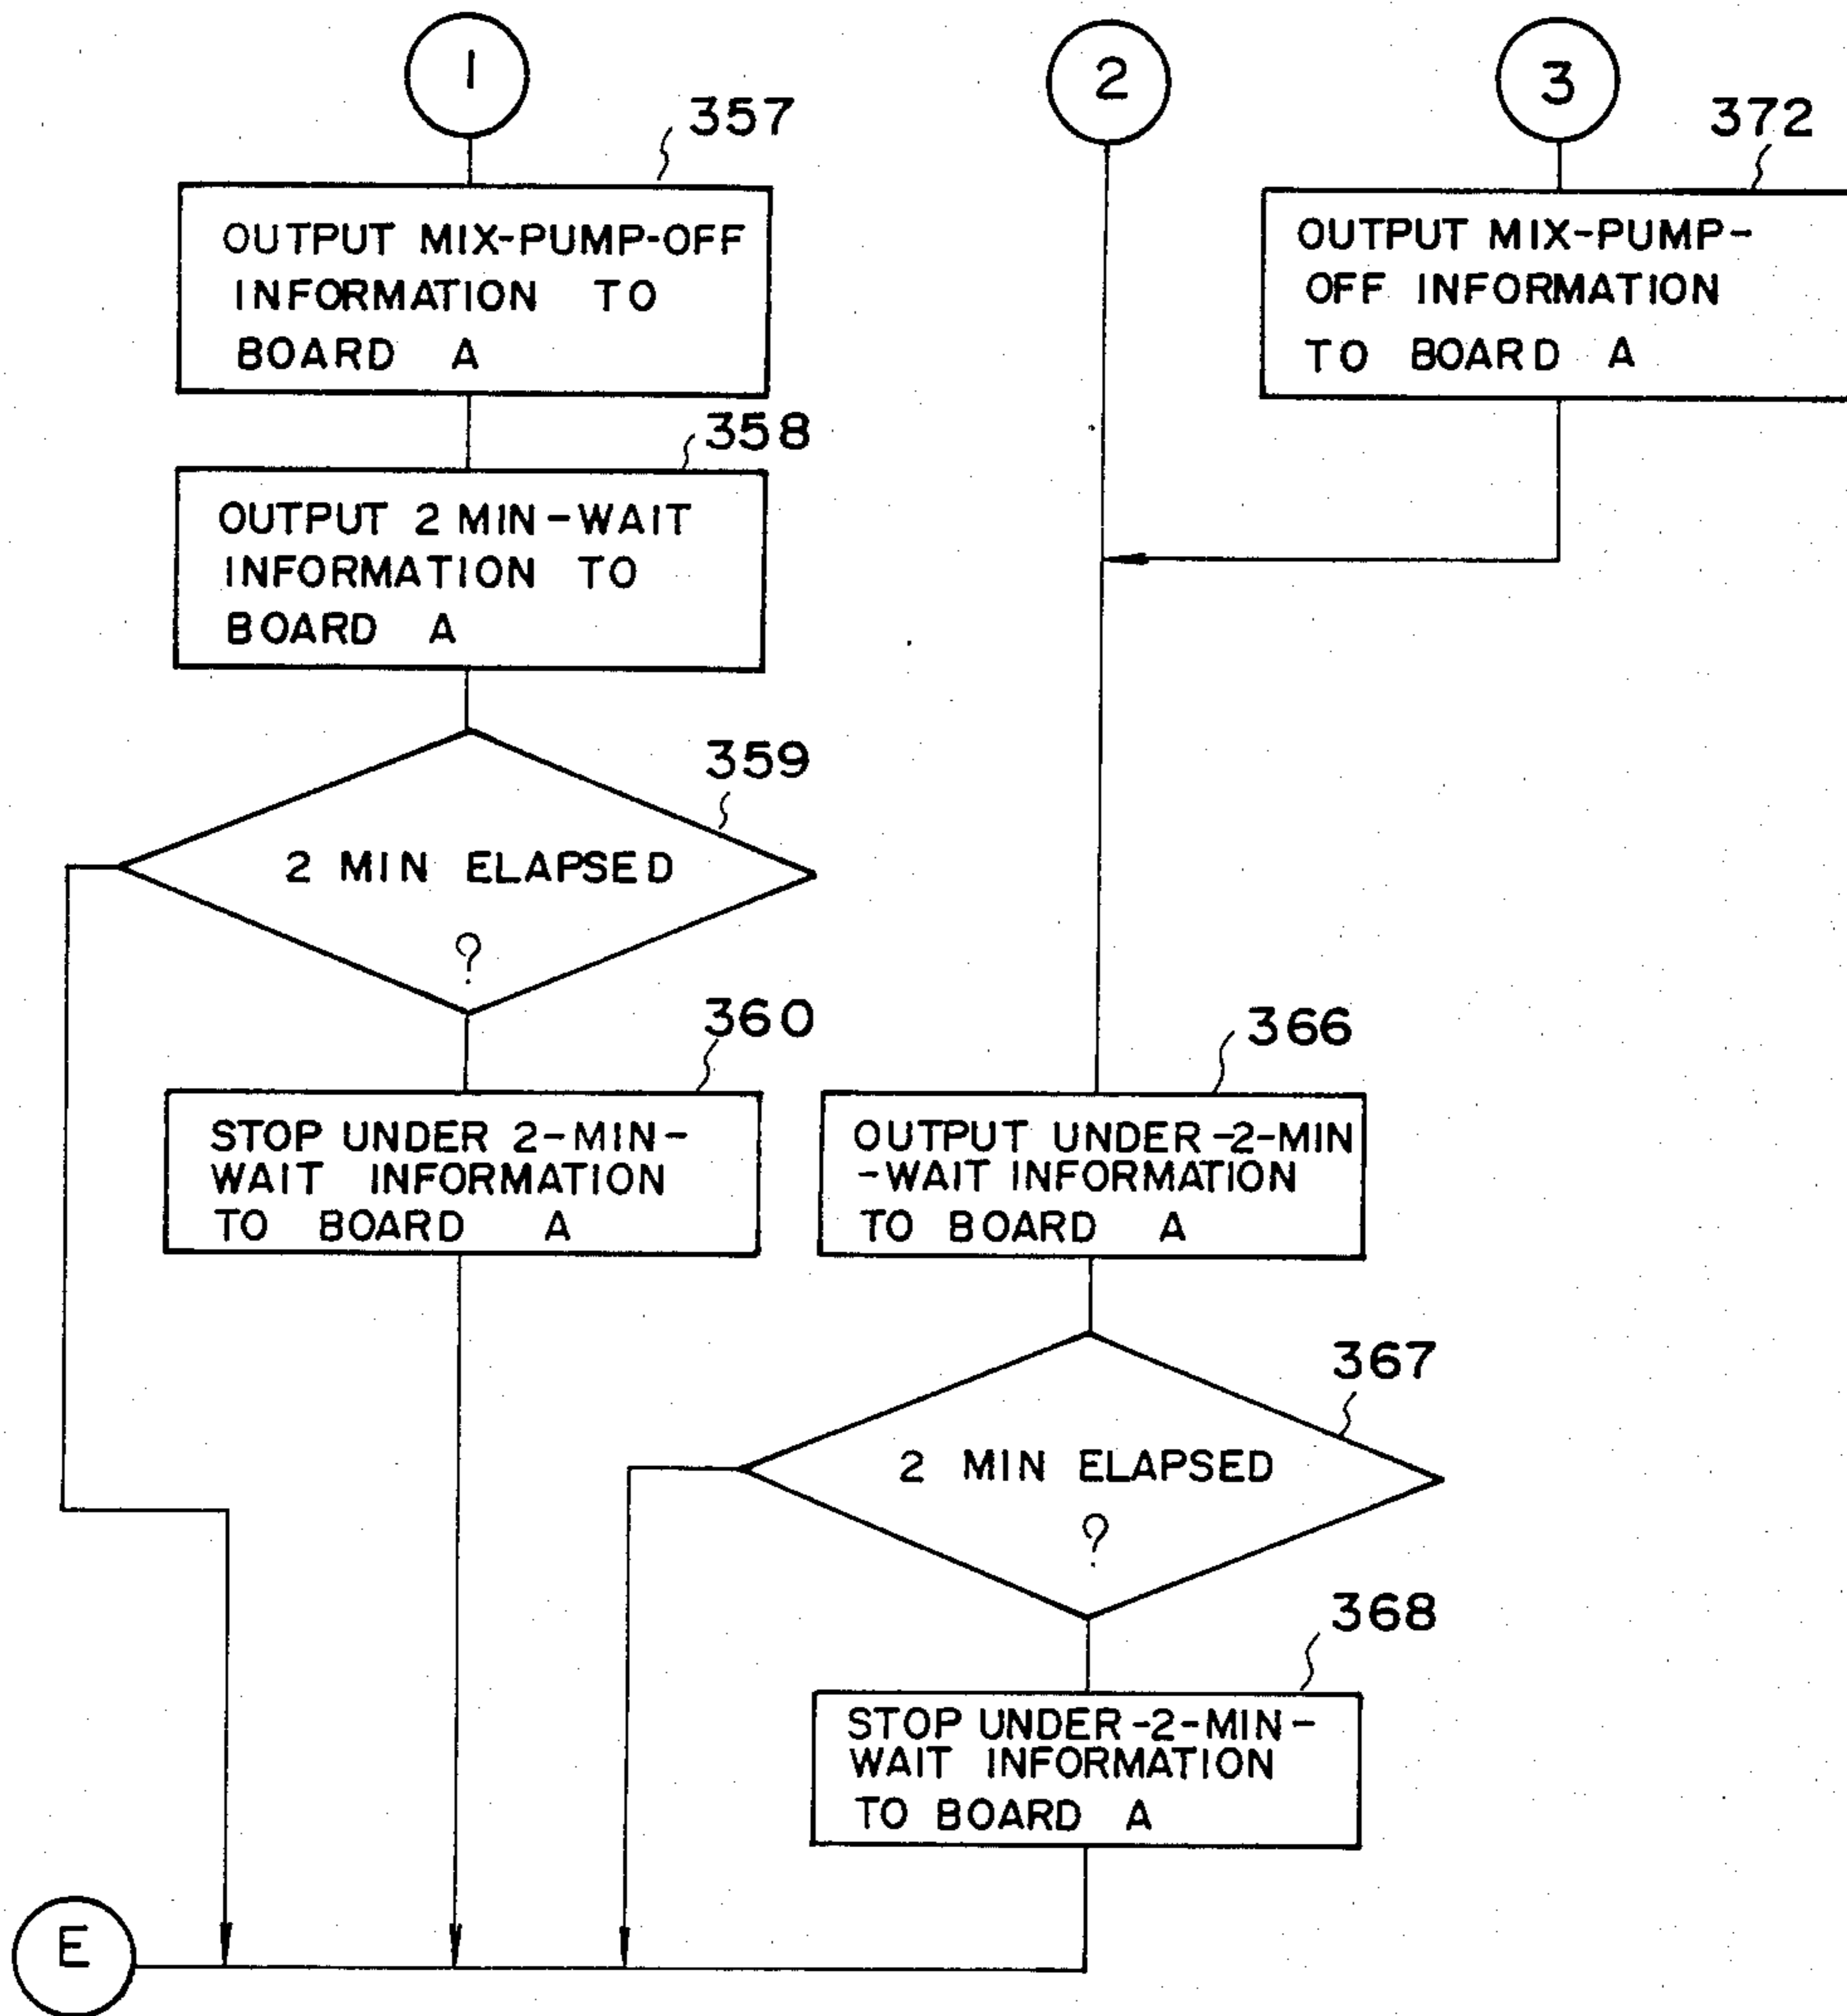 1
2
3
357
372
OUTPUT MIX-PUMP-OFF
INFORMATION TO
BOARD A
OUTPUT MIX-PUMP-
OFF INFORMATION
TO BOARD A
358
OUTPUT 2 MIN-WAIT
INFORMATION TO
BOARD A
359
2 MIN ELAPSED
?
360
STOP UNDER 2-MIN-
WAIT INFORMATION
TO BOARD A
366
OUTPUT UNDER-2-MIN
-WAIT INFORMATION
TO BOARD A
367
2 MIN ELAPSED
?
368
STOP UNDER-2-MIN-
WAIT INFORMATION
TO BOARD A
E